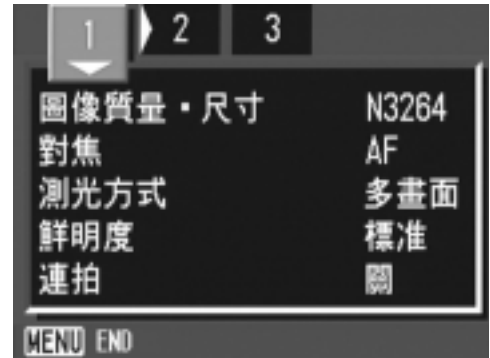 1 2 3
圖像質量・尺寸 N3264
對焦 AF
測光方式 多畫面
鮮明度 標准
連拍 關
MENU END